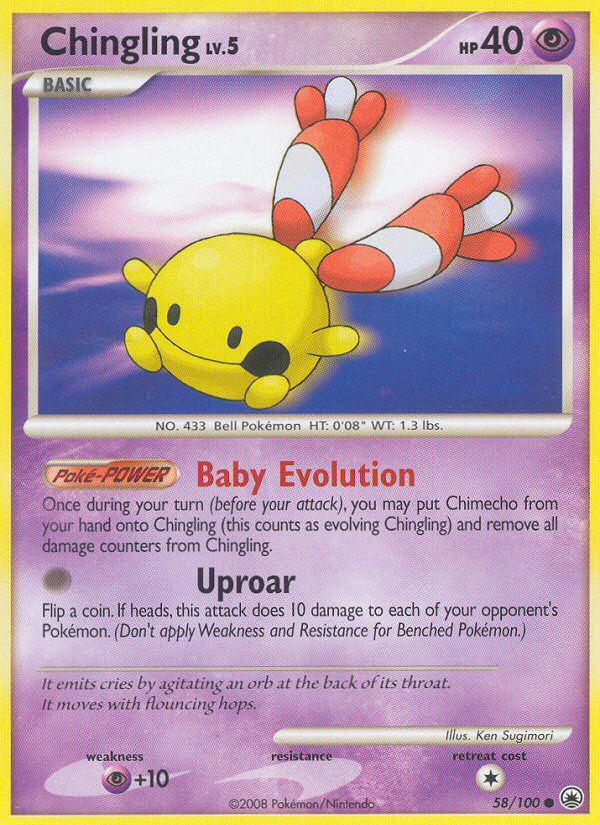 Chingling LV.5 HP 40
BASIC
NO. 433 Bell Pokémon HT: 0'08" WT: 1.3 lbs.
Poké-POWER Baby Evolution
Once during your turn (before your attack), you may put Chimecho from
your hand onto Chingling (this counts as evolving Chingling) and remove all
damage counters from Chingling.
Uproar
Flip a coin. If heads, this attack does 10 damage to each of your opponent's
Pokémon. (Don't apply Weakness and Resistance for Benched Pokémon.)
It emits cries by agitating an orb at the back of its throat.
It moves with flouncing hops.
Illus. Ken Sugimori
weakness resistance retreat cost
+10
©2008 Pokémon/Nintendo 58/100